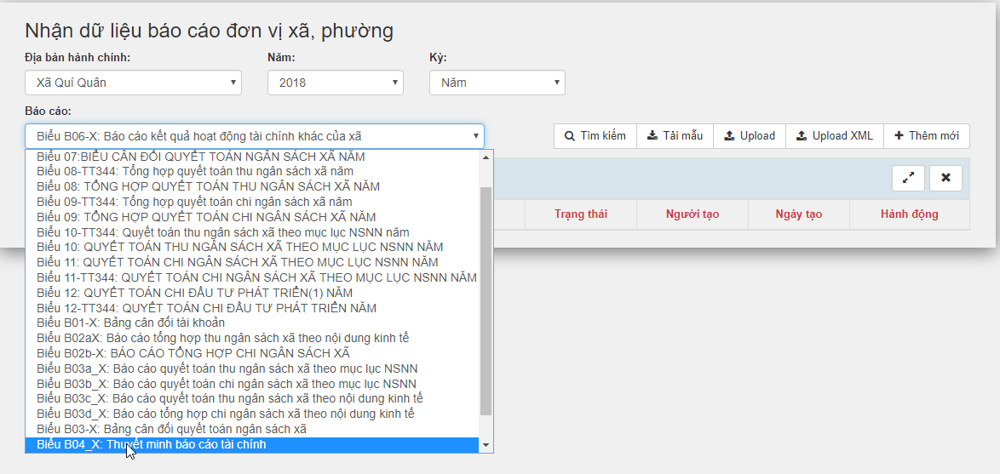 Nhận dữ liệu báo cáo đơn vị xã, phường
Địa bàn hành chính: Năm: Kỳ:
Xã Quí Quân 2018 Năm
Báo cáo:
Biểu B06-X: Báo cáo kết quả hoạt động tài chính khác của xã Tìm kiếm Tải mẫu Upload Upload XML Thêm mới
Trạng thái Người tạo Ngày tạo Hành động
Biểu 07:BIỂU CÂN ĐỐI QUYẾT TOÁN NGÂN SÁCH XÃ NĂM
Biểu 08-TT344: Tổng hợp quyết toán thu ngân sách xã năm
Biểu 08: TỔNG HỢP QUYẾT TOÁN THU NGÂN SÁCH XÃ NĂM
Biểu 09-TT344: Tổng hợp quyết toán chi ngân sách xã năm
Biểu 09: TỔNG HỢP QUYẾT TOÁN CHI NGÂN SÁCH XÃ NĂM
Biểu 10-TT344: Quyết toán thu ngân sách xã theo mục lục NSNN năm
Biểu 10: QUYẾT TOÁN THU NGÂN SÁCH XÃ THEO MỤC LỤC NSNN NĂM
Biểu 11: QUYẾT TOÁN CHI NGÂN SÁCH XÃ THEO MỤC LỤC NSNN NĂM
Biểu 11-TT344: QUYẾT TOÁN CHI NGÂN SÁCH XÃ THEO MỤC LỤC NSNN NĂM
Biểu 12: QUYẾT TOÁN CHI ĐẦU TƯ PHÁT TRIỂN(1) NĂM
Biểu 12-TT344: QUYẾT TOÁN CHI ĐẦU TƯ PHÁT TRIỂN NĂM
Biểu B01-X: Bảng cân đối tài khoản
Biểu B02aX: Báo cáo tổng hợp thu ngân sách xã theo nội dung kinh tế
Biểu B02b-X: BÁO CÁO TỔNG HỢP CHI NGÂN SÁCH XÃ
Biểu B03a_X: Báo cáo quyết toán thu ngân sách xã theo mục lục NSNN
Biểu B03b_X: Báo cáo quyết toán chi ngân sách xã theo mục lục NSNN
Biểu B03c_X: Báo cáo quyết toán thu ngân sách xã theo nội dung kinh tế
Biểu B03d_X: Báo cáo tổng hợp chi ngân sách xã theo nội dung kinh tế
Biểu B03-X: Bảng cân đối quyết toán ngân sách xã
Biểu B04_X: Thuyết minh báo cáo tài chính